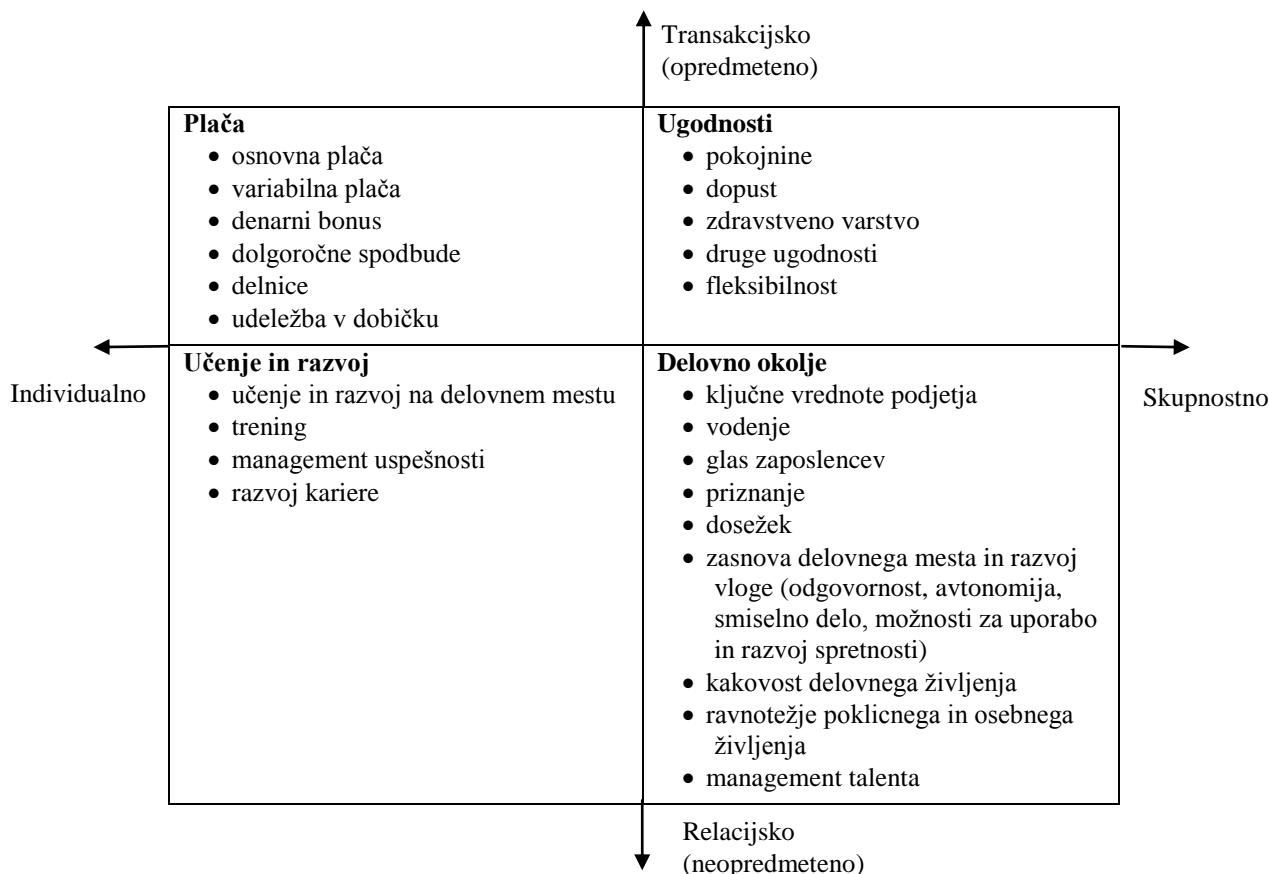 Transakcijsko
(opredmeteno)
Plača
• osnovna plača
• variabilna plača
• denarni bonus
• dolgoročne spodbude
• delnice
• udeležba v dobičku
Ugodnosti
• pokojnine
• dopust
• zdravstveno varstvo
• druge ugodnosti
• fleksibilnost
Individualno
Učenje in razvoj
• učenje in razvoj na delovnem mestu
• trening
• management uspešnosti
• razvoj kariere
Delovno okolje
• ključne vrednote podjetja
• vodenje
• glas zaposlencev
• priznanje
• dosežek
• zasnova delovnega mesta in razvoj
vloge (odgovornost, avtonomija,
smiselno delo, možnosti za uporabo
in razvoj spretnosti)
• kakovost delovnega življenja
• ravnotežje poklicnega in osebnega
življenja
• management talenta
Skupnostno
Relacijsko
(neopredmeteno)